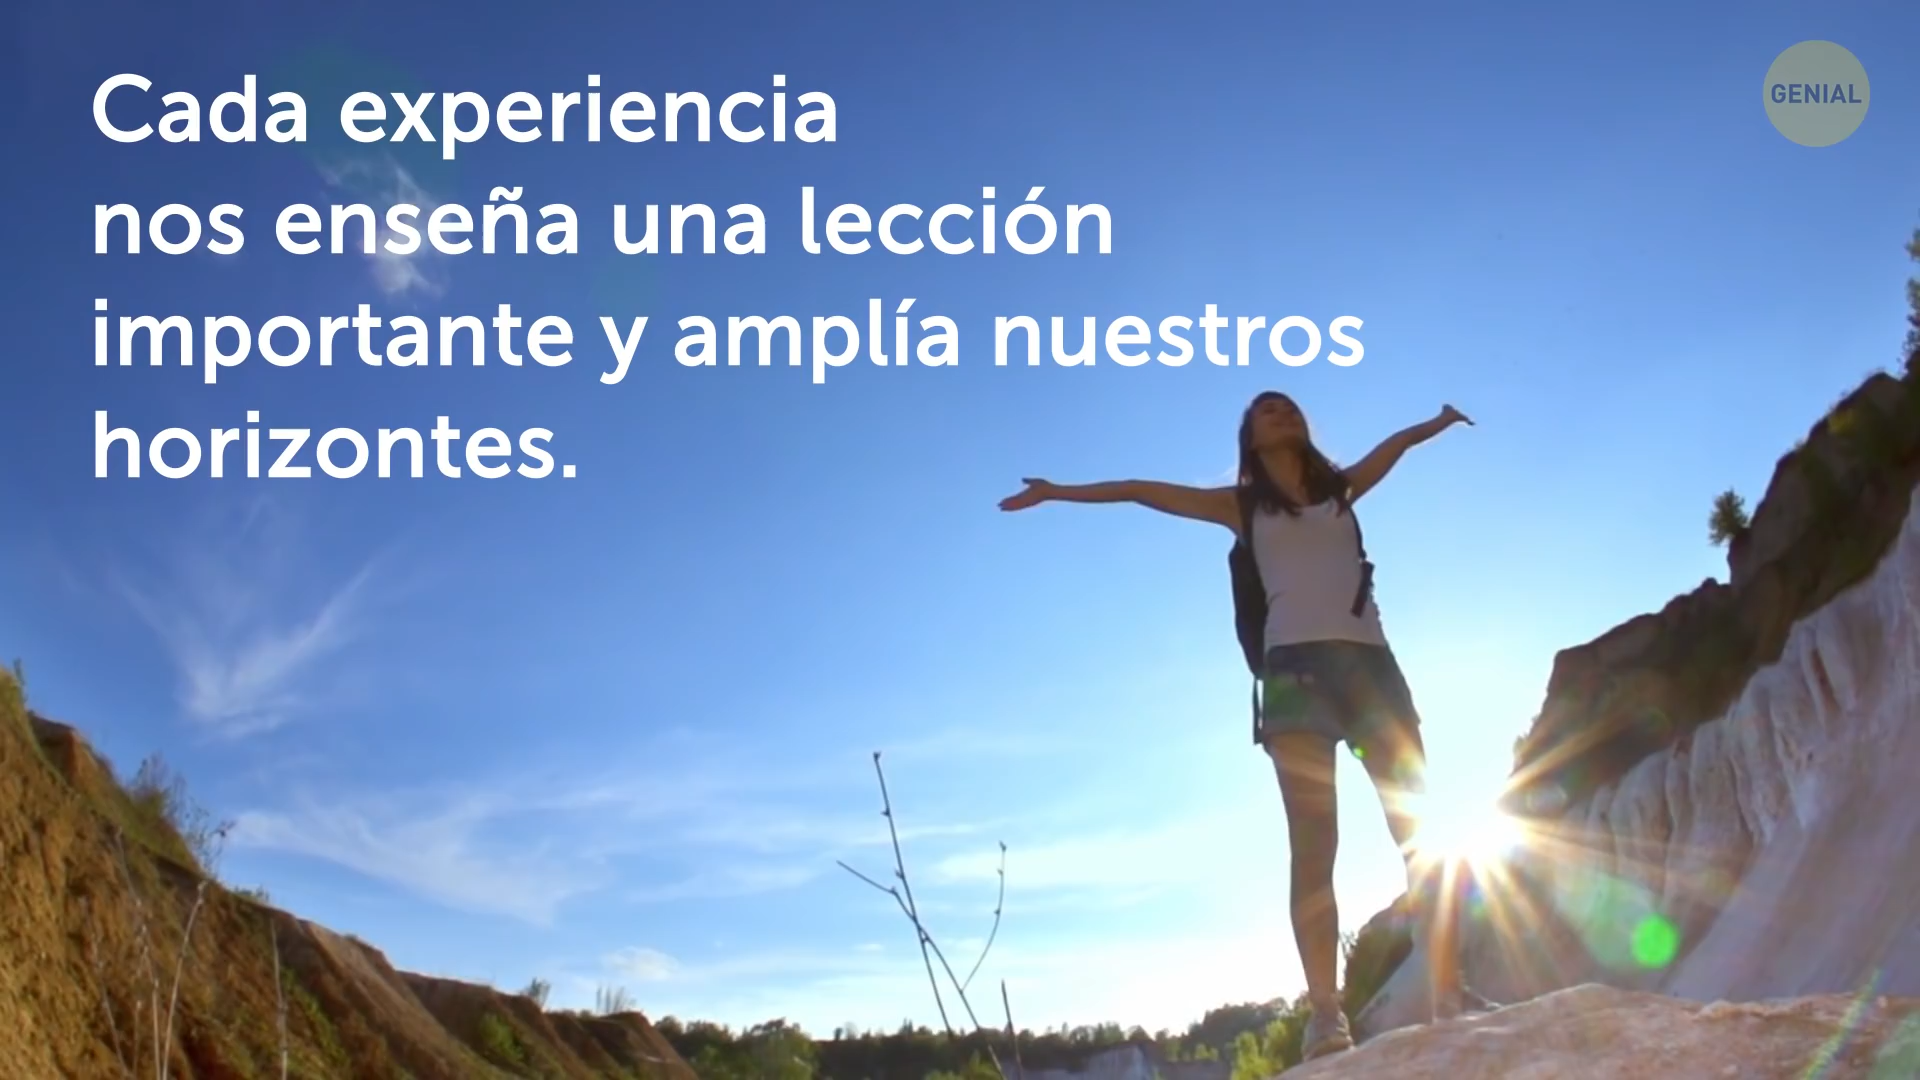 Cada experiencia
nos enseña una lección
importante y amplía nuestros
horizontes.
GENIAL